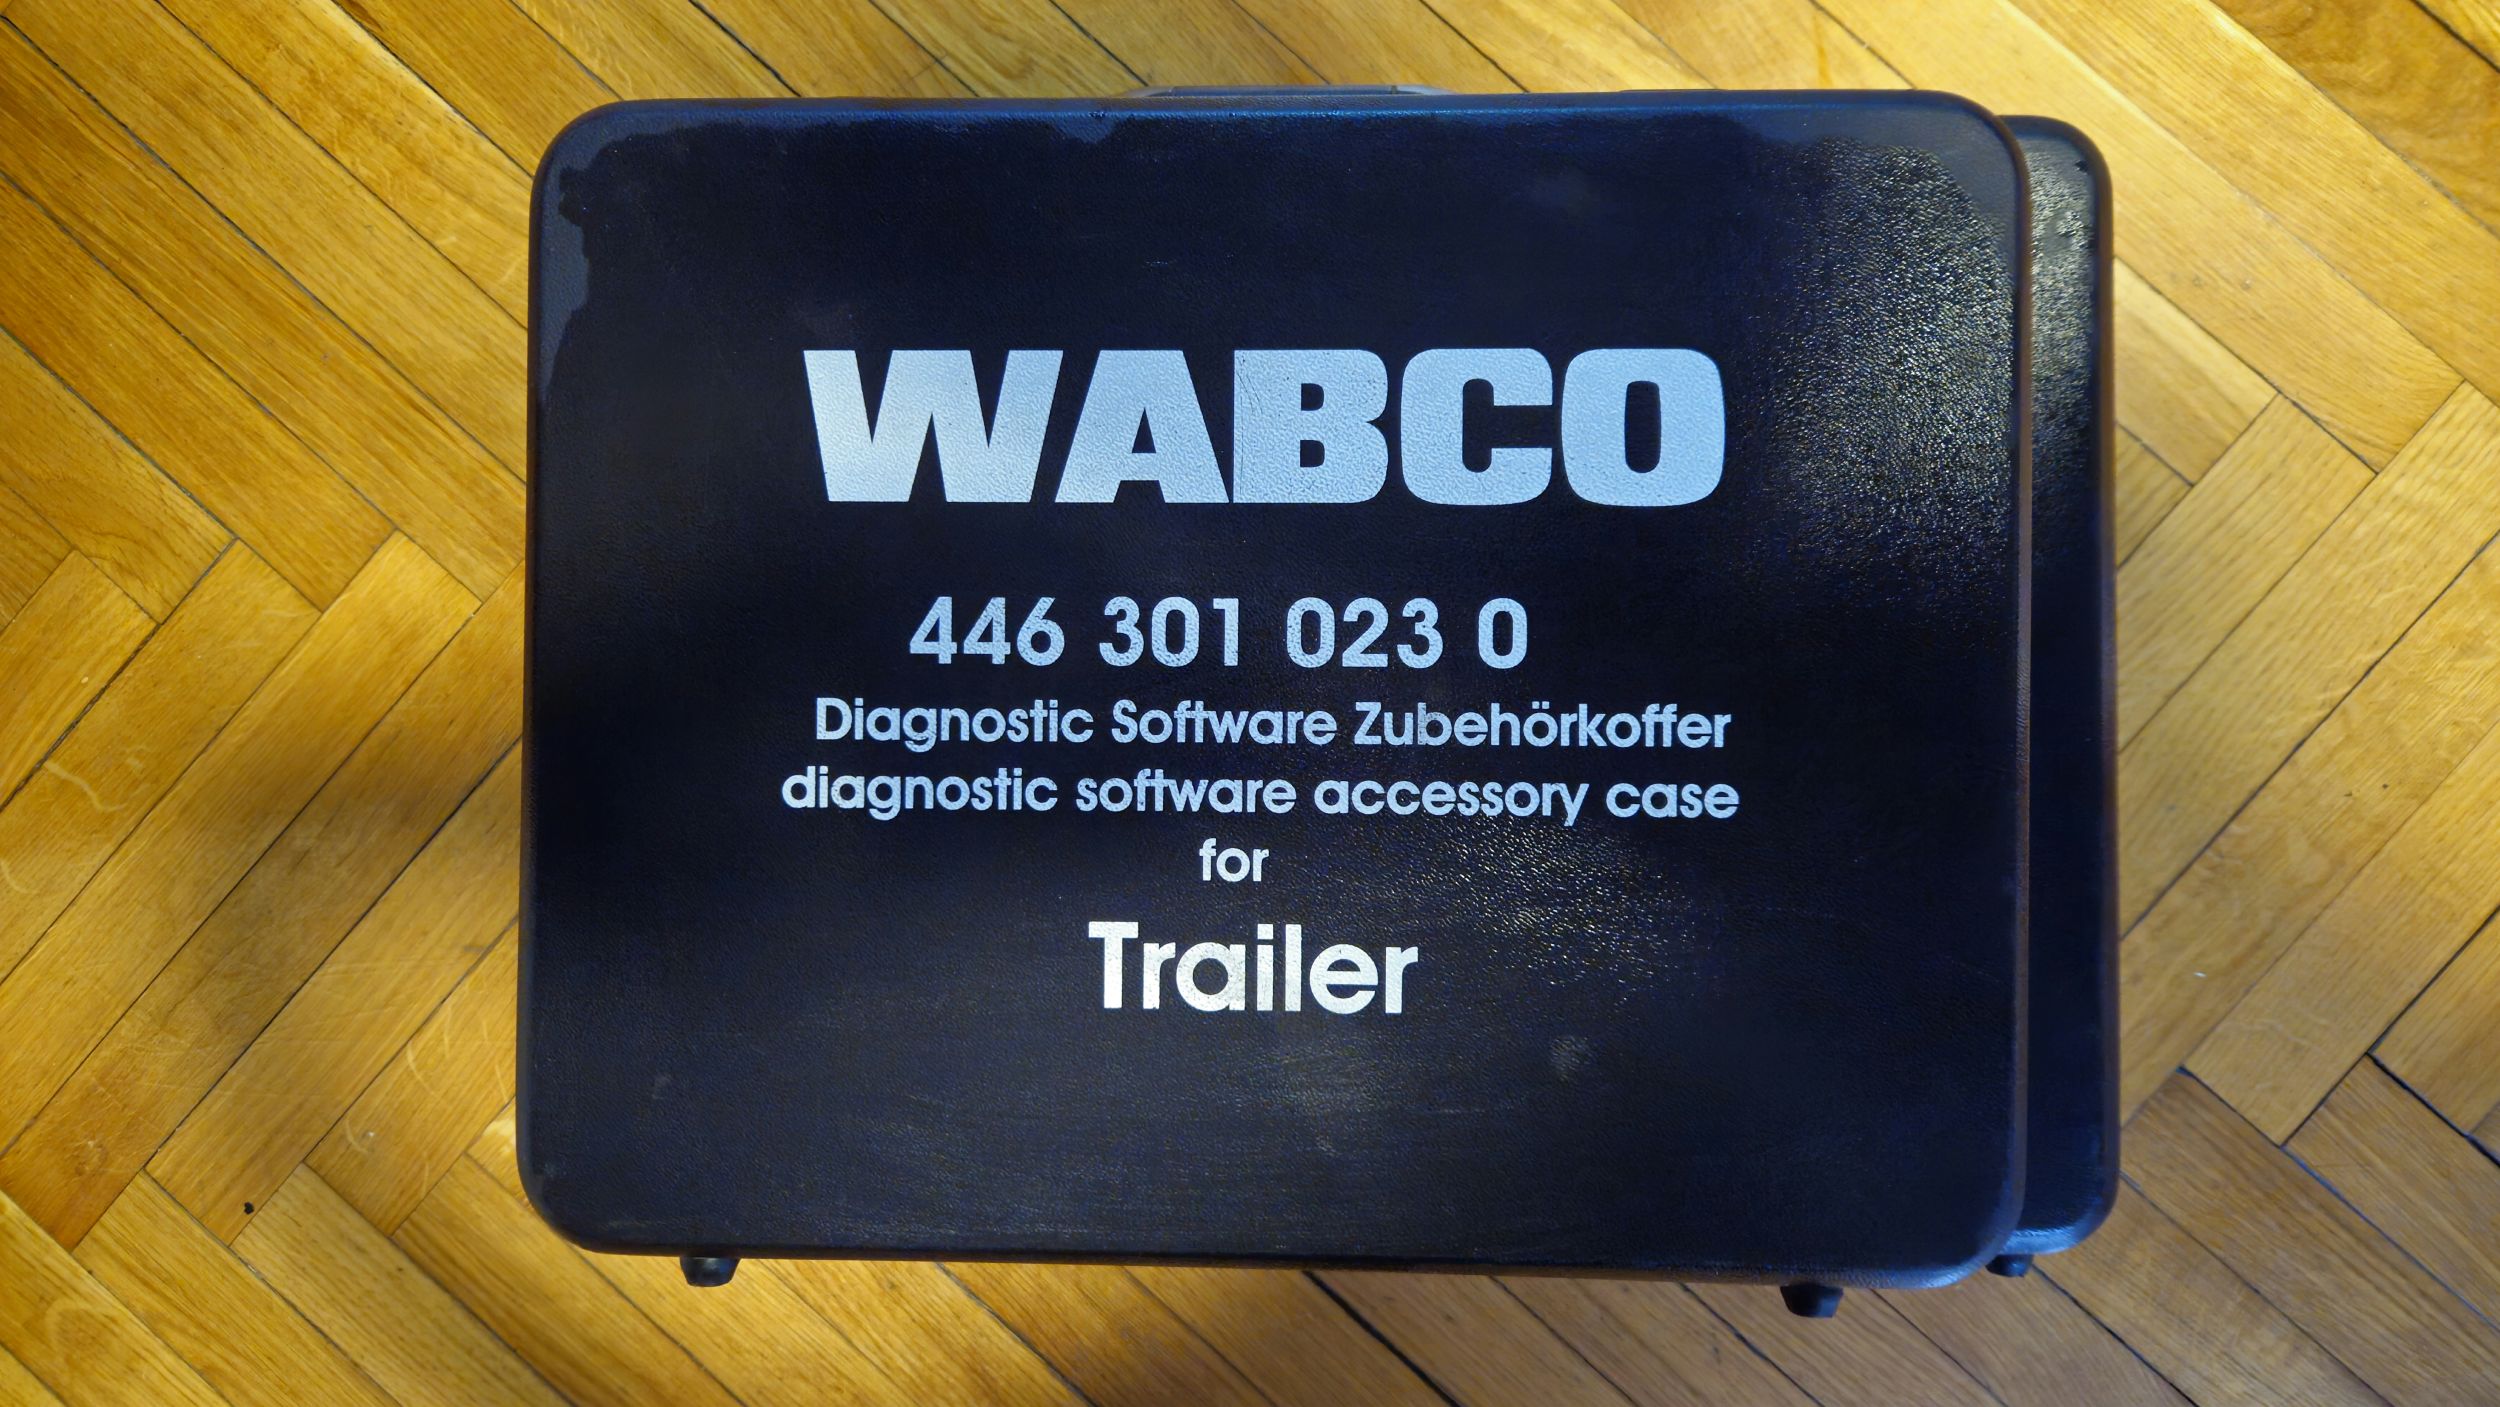 WABCO
446 301 023 0
Diagnostic Software Zubehörkoffer
diagnostic software accessory case
for
Trailer